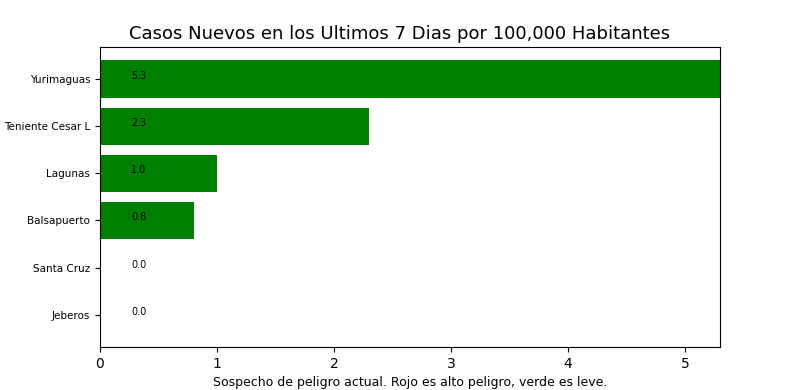 Casos Nuevos en los Ultimos 7 Dias por 100,000 Habitantes
Yurimaguas 5.3
Teniente Cesar L 2.3
Lagunas 1.0
Balsapuerto 0.8
Santa Cruz 0.0
Jeberos 0.0
0 1 2 3 4 5
Sospecho de peligro actual. Rojo es alto peligro, verde es leve.